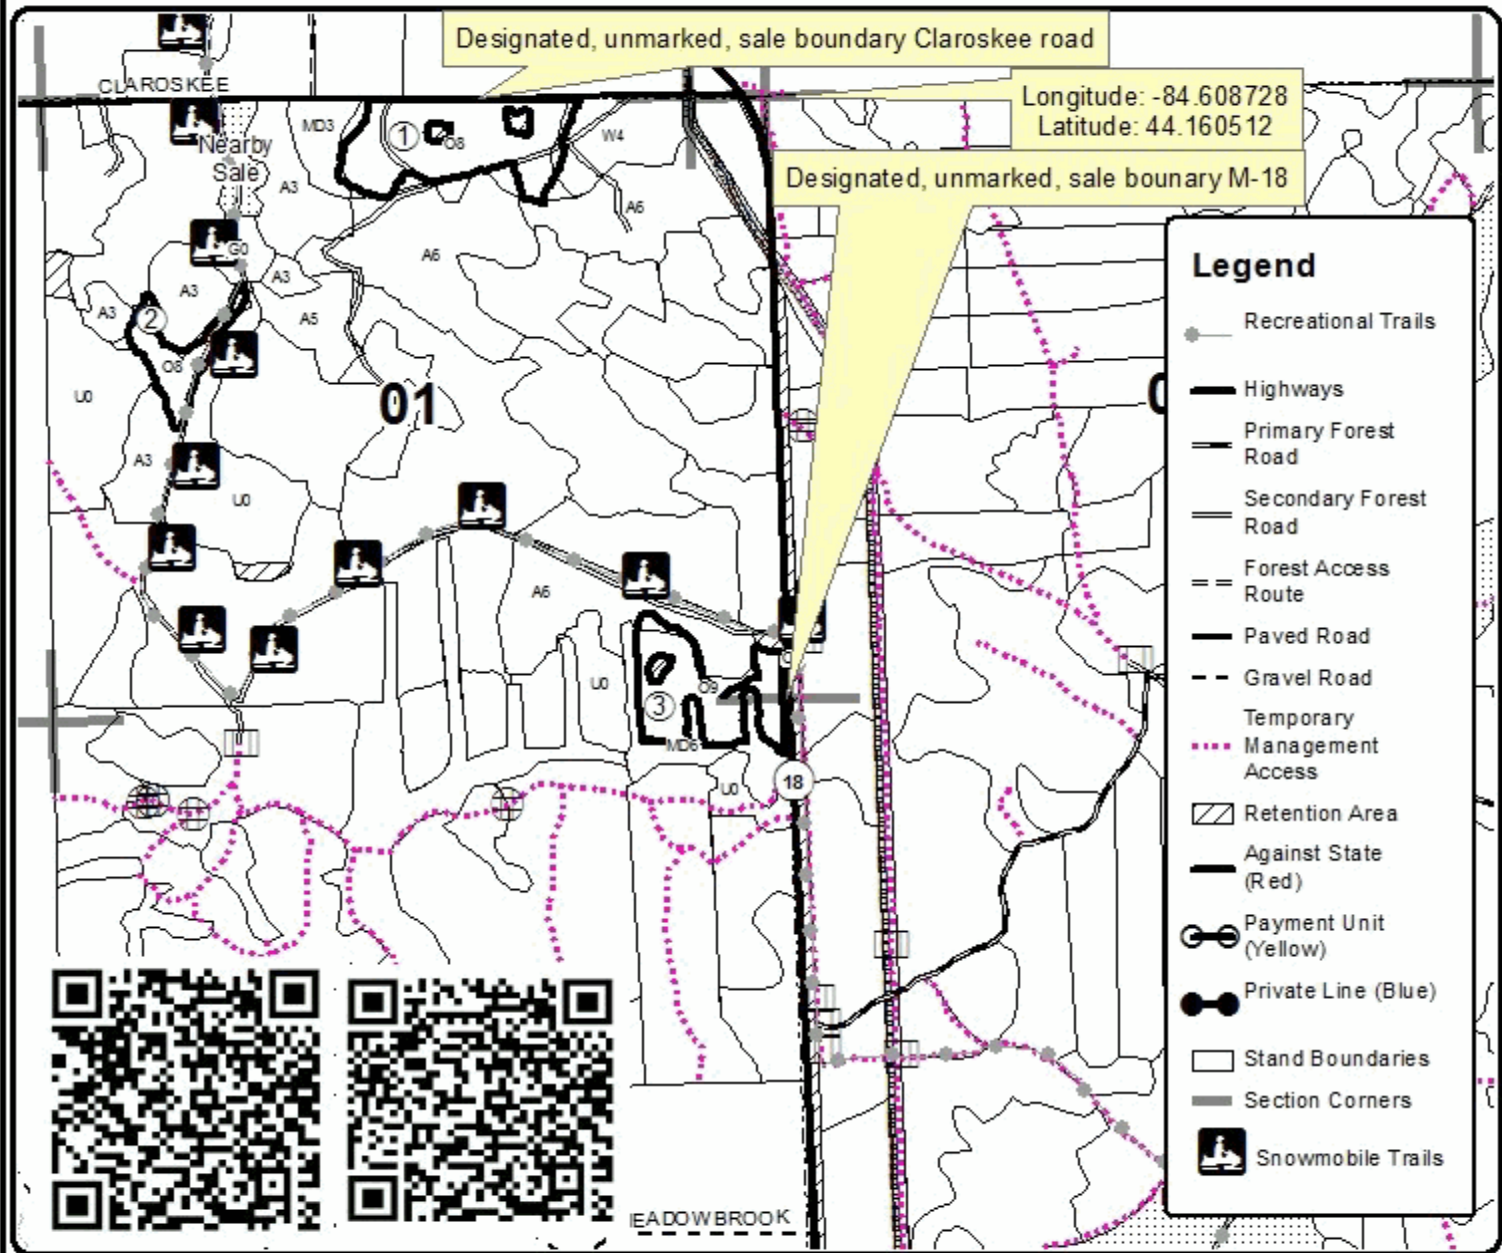 Designated, unmarked, sale boundary Claroskee road
CLAROSKEE
Longitude: -84.608728
Latitude: 44.160512
MD3
1
O8
W4
Nearby
Sale
Designated, unmarked, sale bounary M-18
A3
A6
G0
A6
A3
A3
A3
2
A5
O8
U0
01
A3
U0
A6
U0
O9
3
MD6
18
U0
EADOWBROOK
Legend
Recreational Trails
Highways
Primary Forest
Road
Secondary Forest
Road
Forest Access
Route
Paved Road
Gravel Road
Temporary
Management
Access
Retention Area
Against State
(Red)
Payment Unit
(Yellow)
Private Line (Blue)
Stand Boundaries
Section Corners
Snowmobile Trails